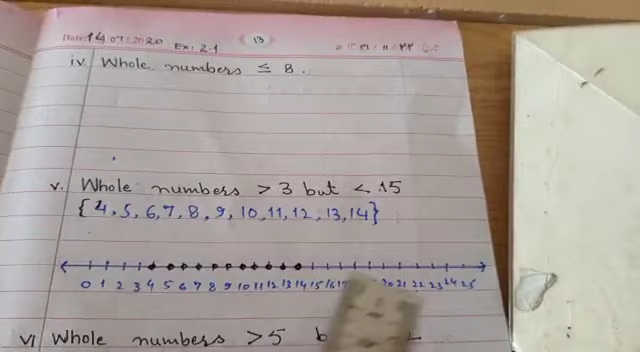 Date: 14 07 2020 Ex: 2.1 13
iv. Whole numbers ≤ 8.
v. Whole numbers > 3 but < 15
{4, 5, 6, 7, 8, 9, 10, 11, 12, 13, 14}
0 1 2 3 4 5 6 7 8 9 10 11 12 13 14 15 16 20 21 22 23 24 25
vi Whole numbers > 5